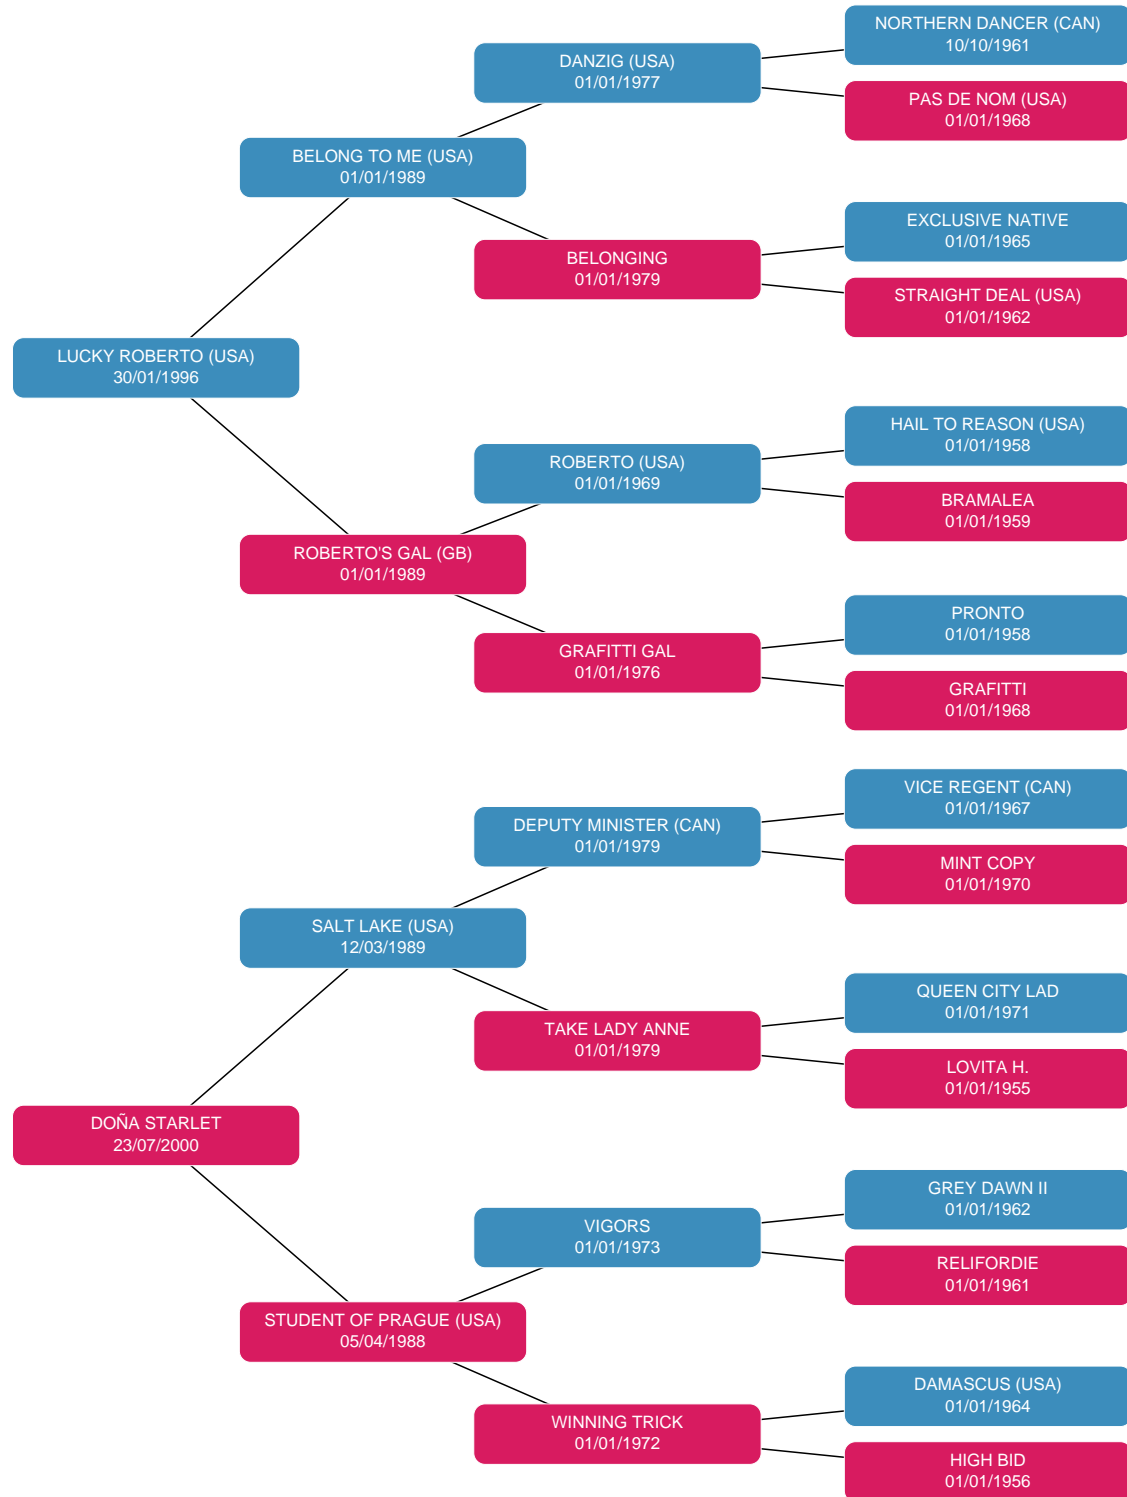 NORTHERN DANCER (CAN)
10/10/1961
DANZIG (USA)
01/01/1977
PAS DE NOM (USA)
01/01/1968
BELONG TO ME (USA)
01/01/1989
EXCLUSIVE NATIVE
01/01/1965
BELONGING
01/01/1979
STRAIGHT DEAL (USA)
01/01/1962
LUCKY ROBERTO (USA)
30/01/1996
HAIL TO REASON (USA)
01/01/1958
ROBERTO (USA)
01/01/1969
BRAMALEA
01/01/1959
ROBERTO'S GAL (GB)
01/01/1989
PRONTO
01/01/1958
GRAFITTI GAL
01/01/1976
GRAFITTI
01/01/1968
VICE REGENT (CAN)
01/01/1967
DEPUTY MINISTER (CAN)
01/01/1979
MINT COPY
01/01/1970
SALT LAKE (USA)
12/03/1989
QUEEN CITY LAD
01/01/1971
TAKE LADY ANNE
01/01/1979
LOVITA H.
01/01/1955
DOÑA STARLET
23/07/2000
GREY DAWN II
01/01/1962
VIGORS
01/01/1973
RELIFORDIE
01/01/1961
STUDENT OF PRAGUE (USA)
05/04/1988
DAMASCUS (USA)
01/01/1964
WINNING TRICK
01/01/1972
HIGH BID
01/01/1956